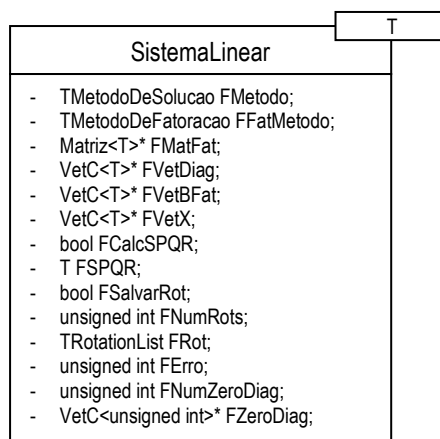 T
SistemaLinear
- TMetodoDeSolucao FMetodo;
- TMetodoDeFatoracao FFatMetodo;
- Matriz<T>* FMatFat;
- VetC<T>* FVetDiag;
- VetC<T>* FVetBFat;
- VetC<T>* FVetX;
- bool FCalcSPQR;
- T FSPQR;
- bool FSalvarRot;
- unsigned int FNumRots;
- TRotationList FRot;
- unsigned int FErro;
- unsigned int FNumZeroDiag;
- VetC<unsigned int>* FZeroDiag;